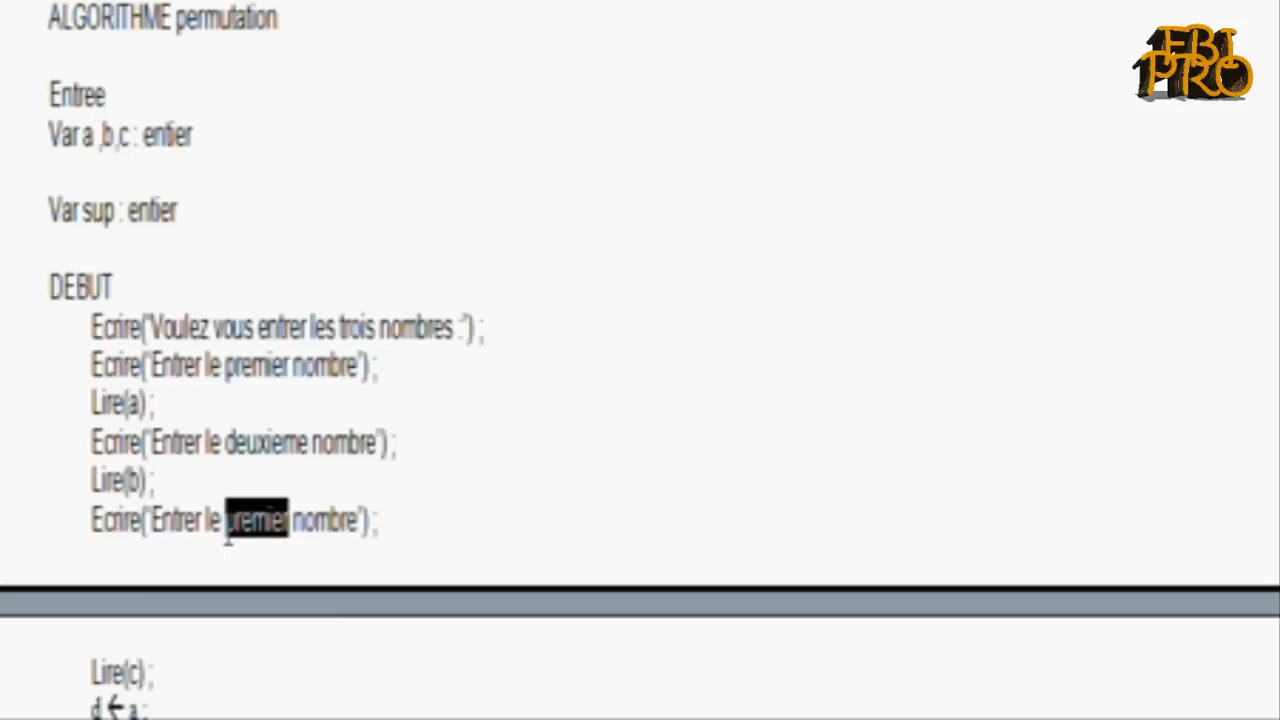 ALGORITHME permutation
FBI
PRO
Entree
Var a ,b,c : entier
Var sup : entier
DEBUT
Ecrire('Voulez vous entrer les trois nombres :') ;
Ecrire('Entrer le premier nombre') ;
Lire(a) ;
Ecrire('Entrer le deuxieme nombre') ;
Lire(b) ;
Ecrire('Entrer le premier nombre') ;
Lire(c) ;
d ← a ;